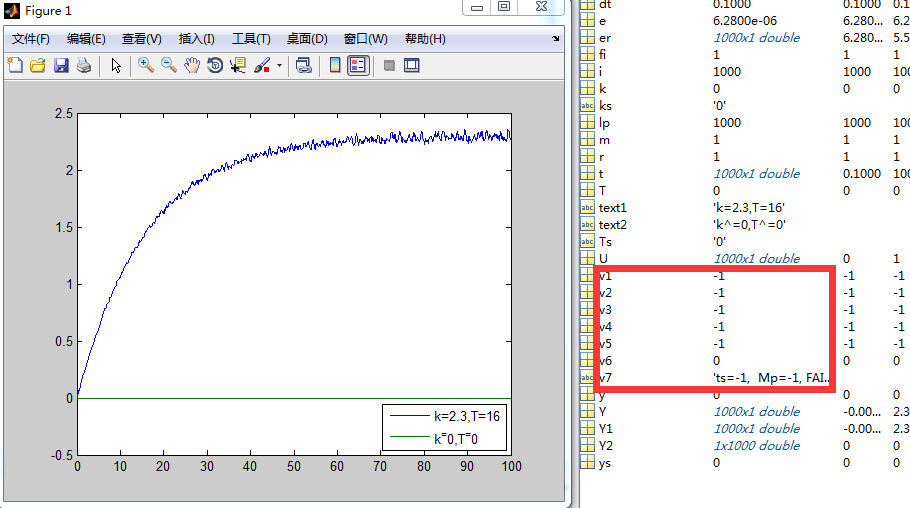 Figure 1
文件(F) 编辑(E) 查看(V) 插入(I) 工具(T) 桌面(D) 窗口(W) 帮助(H)
2.5
2
1.5
1
0.5
0
-0.5
0 10 20 30 40 50 60 70 80 90 100
k=2.3,T=16
k^=0,T^=0
dt 0.1000 0.1000 0.1
e 6.2800e-06 6.280... 6.2
er 1000x1 double 6.280... 5.5
fi 1 1 1
i 1000 1000 100
k 0 0 0
abc ks '0'
lp 1000 1000 100
m 1 1 1
r 1 1 1
t 1000x1 double 0.1000 100
T 0 0 0
abc text1 'k=2.3,T=16'
abc text2 'k^=0,T^=0'
abc Ts '0'
U 1000x1 double 0 1
v1 -1 -1 -1
v2 -1 -1 -1
v3 -1 -1 -1
v4 -1 -1 -1
v5 -1 -1 -1
v6 0 0 0
abc v7 'ts=-1, Mp=-1, FAI...
y 0 0 0
Y 1000x1 double -0.00... 2.3
Y1 1000x1 double -0.00... 2.3
Y2 1x1000 double 0 0
ys 0 0 0